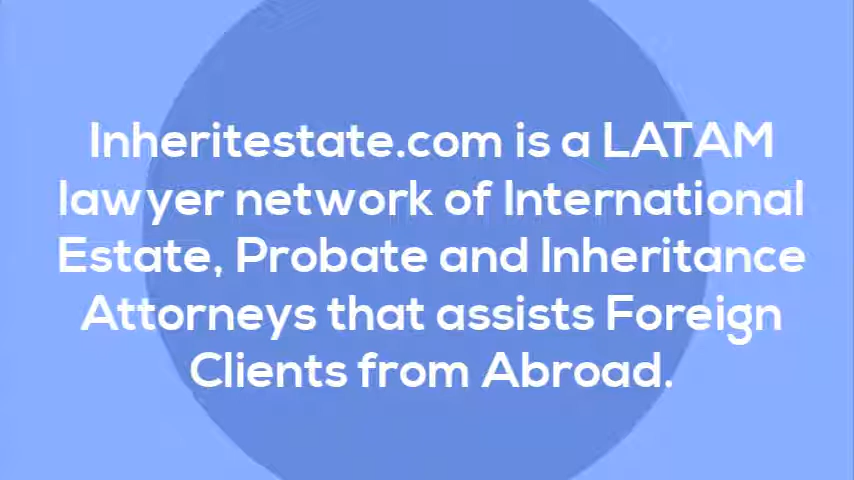 Inheritestate.com is a LATAM
lawyer network of International
Estate, Probate and Inheritance
Attorneys that assists Foreign
Clients from Abroad.